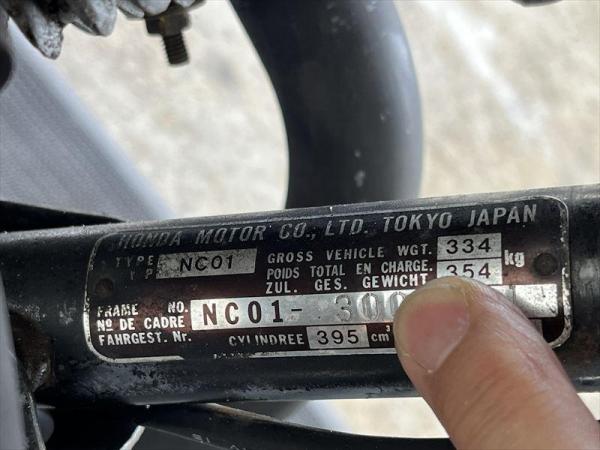 HONDA MOTOR CO., LTD. TOKYO JAPAN
TYPE NC01 GROSS VEHICLE WGT. 334 kg
TYP POIDS TOTAL EN CHARGE. 354
ZUL. GES. GEWICHT
FRAME NO. NC01-300
Nº DE CADRE
FAHRGEST. Nr. CYLINDREE 395 cm³